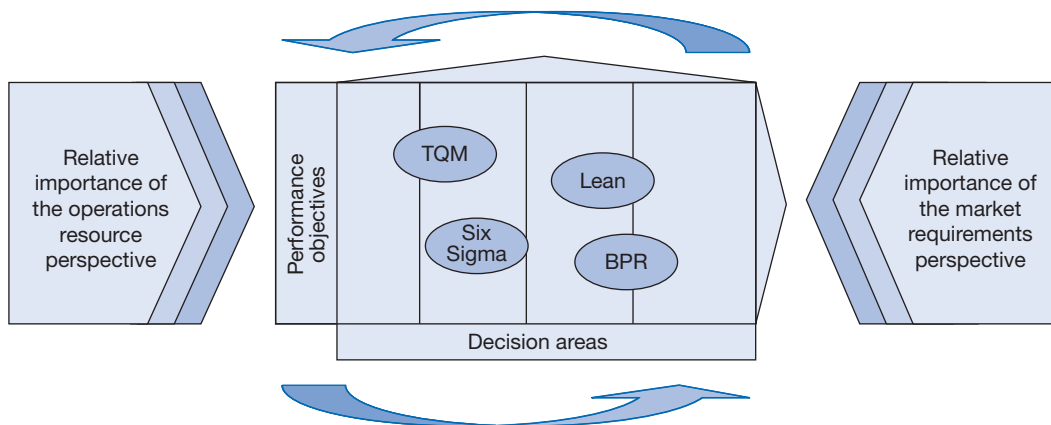 Relative
importance of
the operations
resource
perspective
Performance
objectives
TQM
Lean
Six
Sigma
BPR
Decision areas
Relative
importance of
the market
requirements
perspective